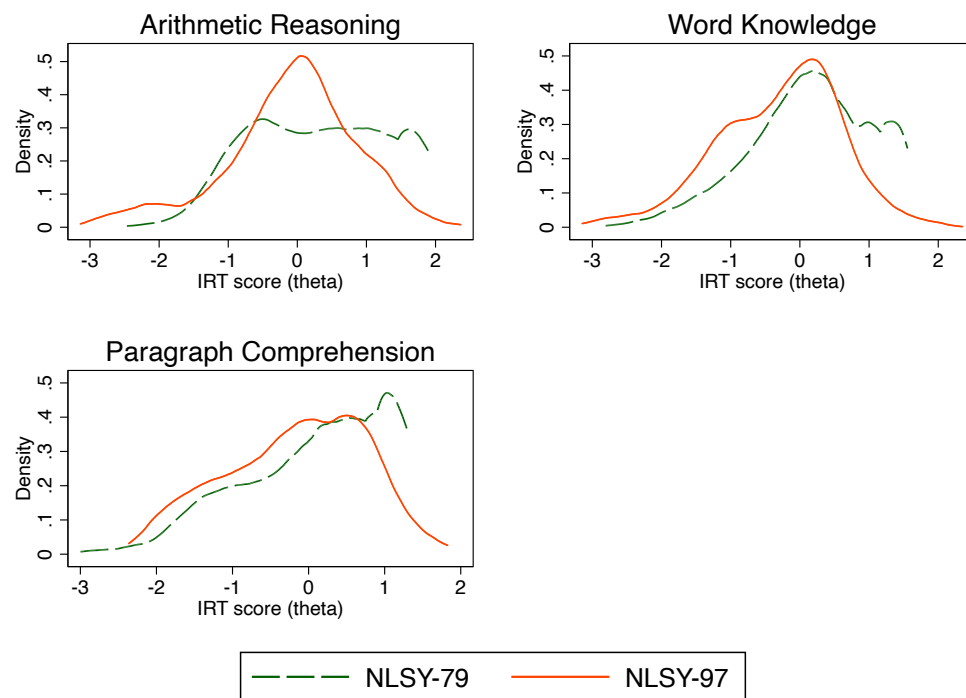 Arithmetic Reasoning
Density
0 .1 .2 .3 .4 .5
-3 -2 -1 0 1 2
IRT score (theta)
Word Knowledge
Density
0 .1 .2 .3 .4 .5
-3 -2 -1 0 1 2
IRT score (theta)
Paragraph Comprehension
Density
0 .1 .2 .3 .4 .5
-3 -2 -1 0 1 2
IRT score (theta)
NLSY-79 NLSY-97